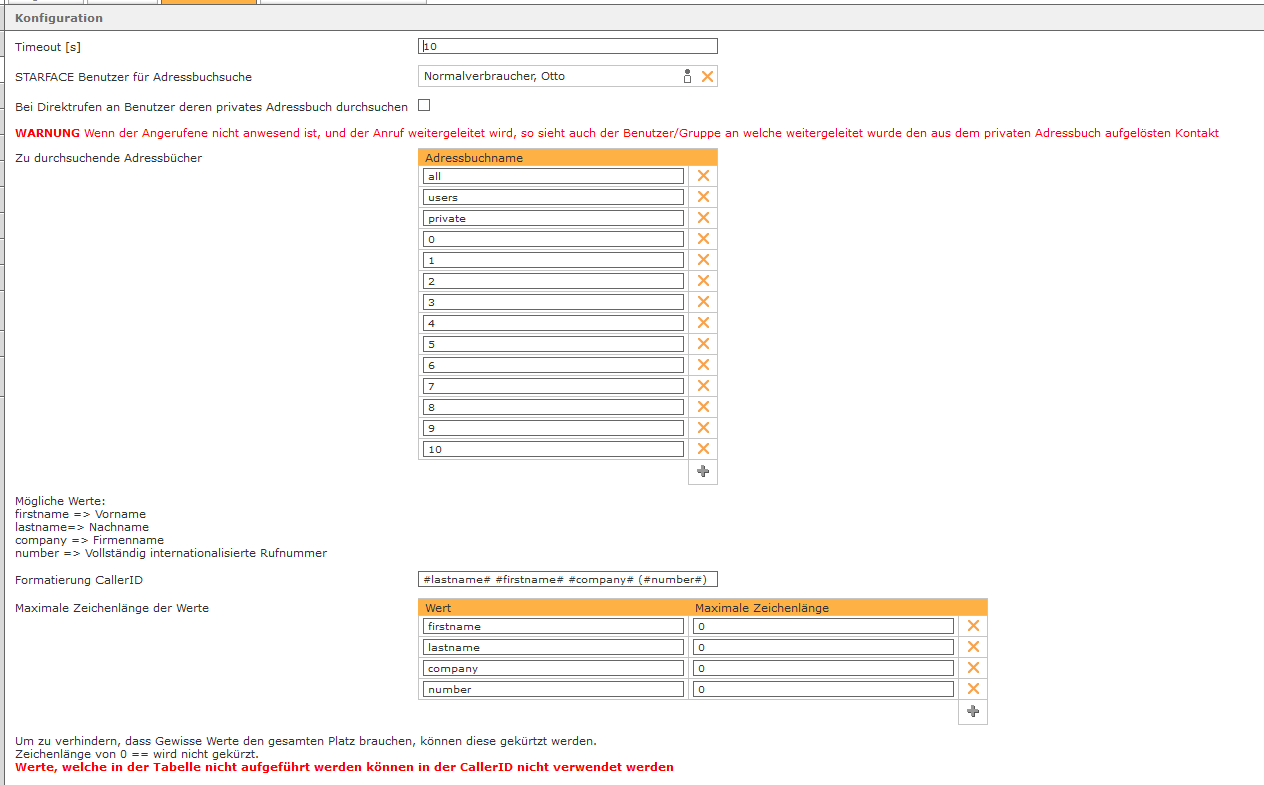 Konfiguration
Timeout [s] 10
STARFACE Benutzer für Adressbuchsuche Normalverbraucher, Otto
Bei Direktrufen an Benutzer deren privates Adressbuch durchsuchen
WARNUNG Wenn der Angerufene nicht anwesend ist, und der Anruf weitergeleitet wird, so sieht auch der Benutzer/Gruppe an welche weitergeleitet wurde den aus dem privaten Adressbuch aufgelösten Kontakt
Zu durchsuchende Adressbücher Adressbuchname
all
users
private
0
1
2
3
4
5
6
7
8
9
10
Mögliche Werte:
firstname => Vorname
lastname=> Nachname
company => Firmenname
number => Vollständig internationalisierte Rufnummer
Formatierung CallerID #lastname# #firstname# #company# (#number#)
Maximale Zeichenlänge der Werte Wert Maximale Zeichenlänge
firstname 0
lastname 0
company 0
number 0
Um zu verhindern, dass Gewisse Werte den gesamten Platz brauchen, können diese gekürtzt werden.
Zeichenlänge von 0 == wird nicht gekürzt.
Werte, welche in der Tabelle nicht aufgeführt werden können in der CallerID nicht verwendet werden